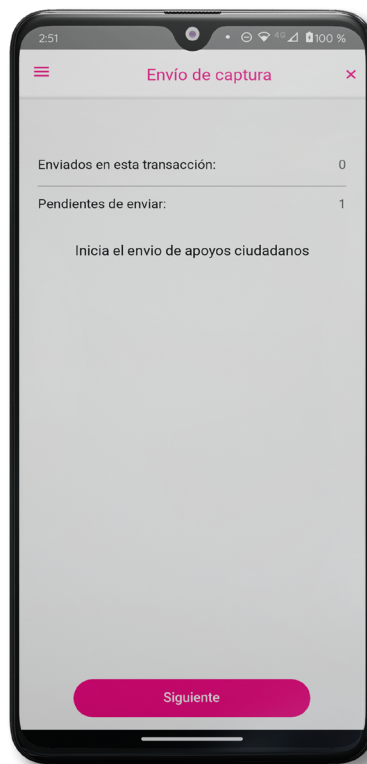 2:51
4G
100 %
Envío de captura
×
Enviados en esta transacción: 0
Pendientes de enviar: 1
Inicia el envio de apoyos ciudadanos
Siguiente